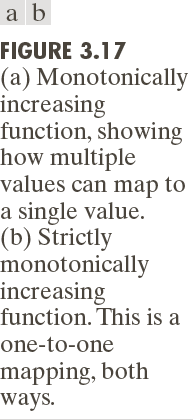 a b
FIGURE 3.17
(a) Monotonically
increasing
function, showing
how multiple
values can map to
a single value.
(b) Strictly
monotonically
increasing
function. This is a
one-to-one
mapping, both
ways.